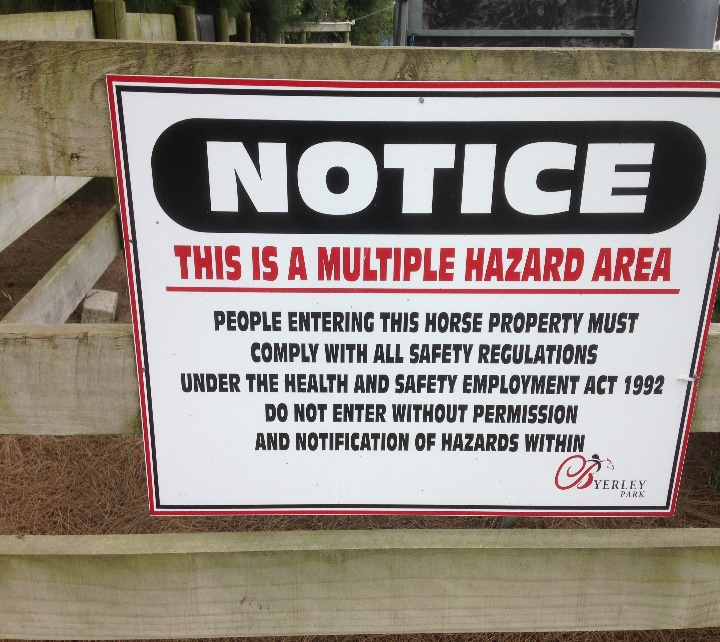 NOTICE
THIS IS A MULTIPLE HAZARD AREA
PEOPLE ENTERING THIS HORSE PROPERTY MUST
COMPLY WITH ALL SAFETY REGULATIONS
UNDER THE HEALTH AND SAFETY EMPLOYMENT ACT 1992
DO NOT ENTER WITHOUT PERMISSION
AND NOTIFICATION OF HAZARDS WITHIN
BYERLEY
PARK